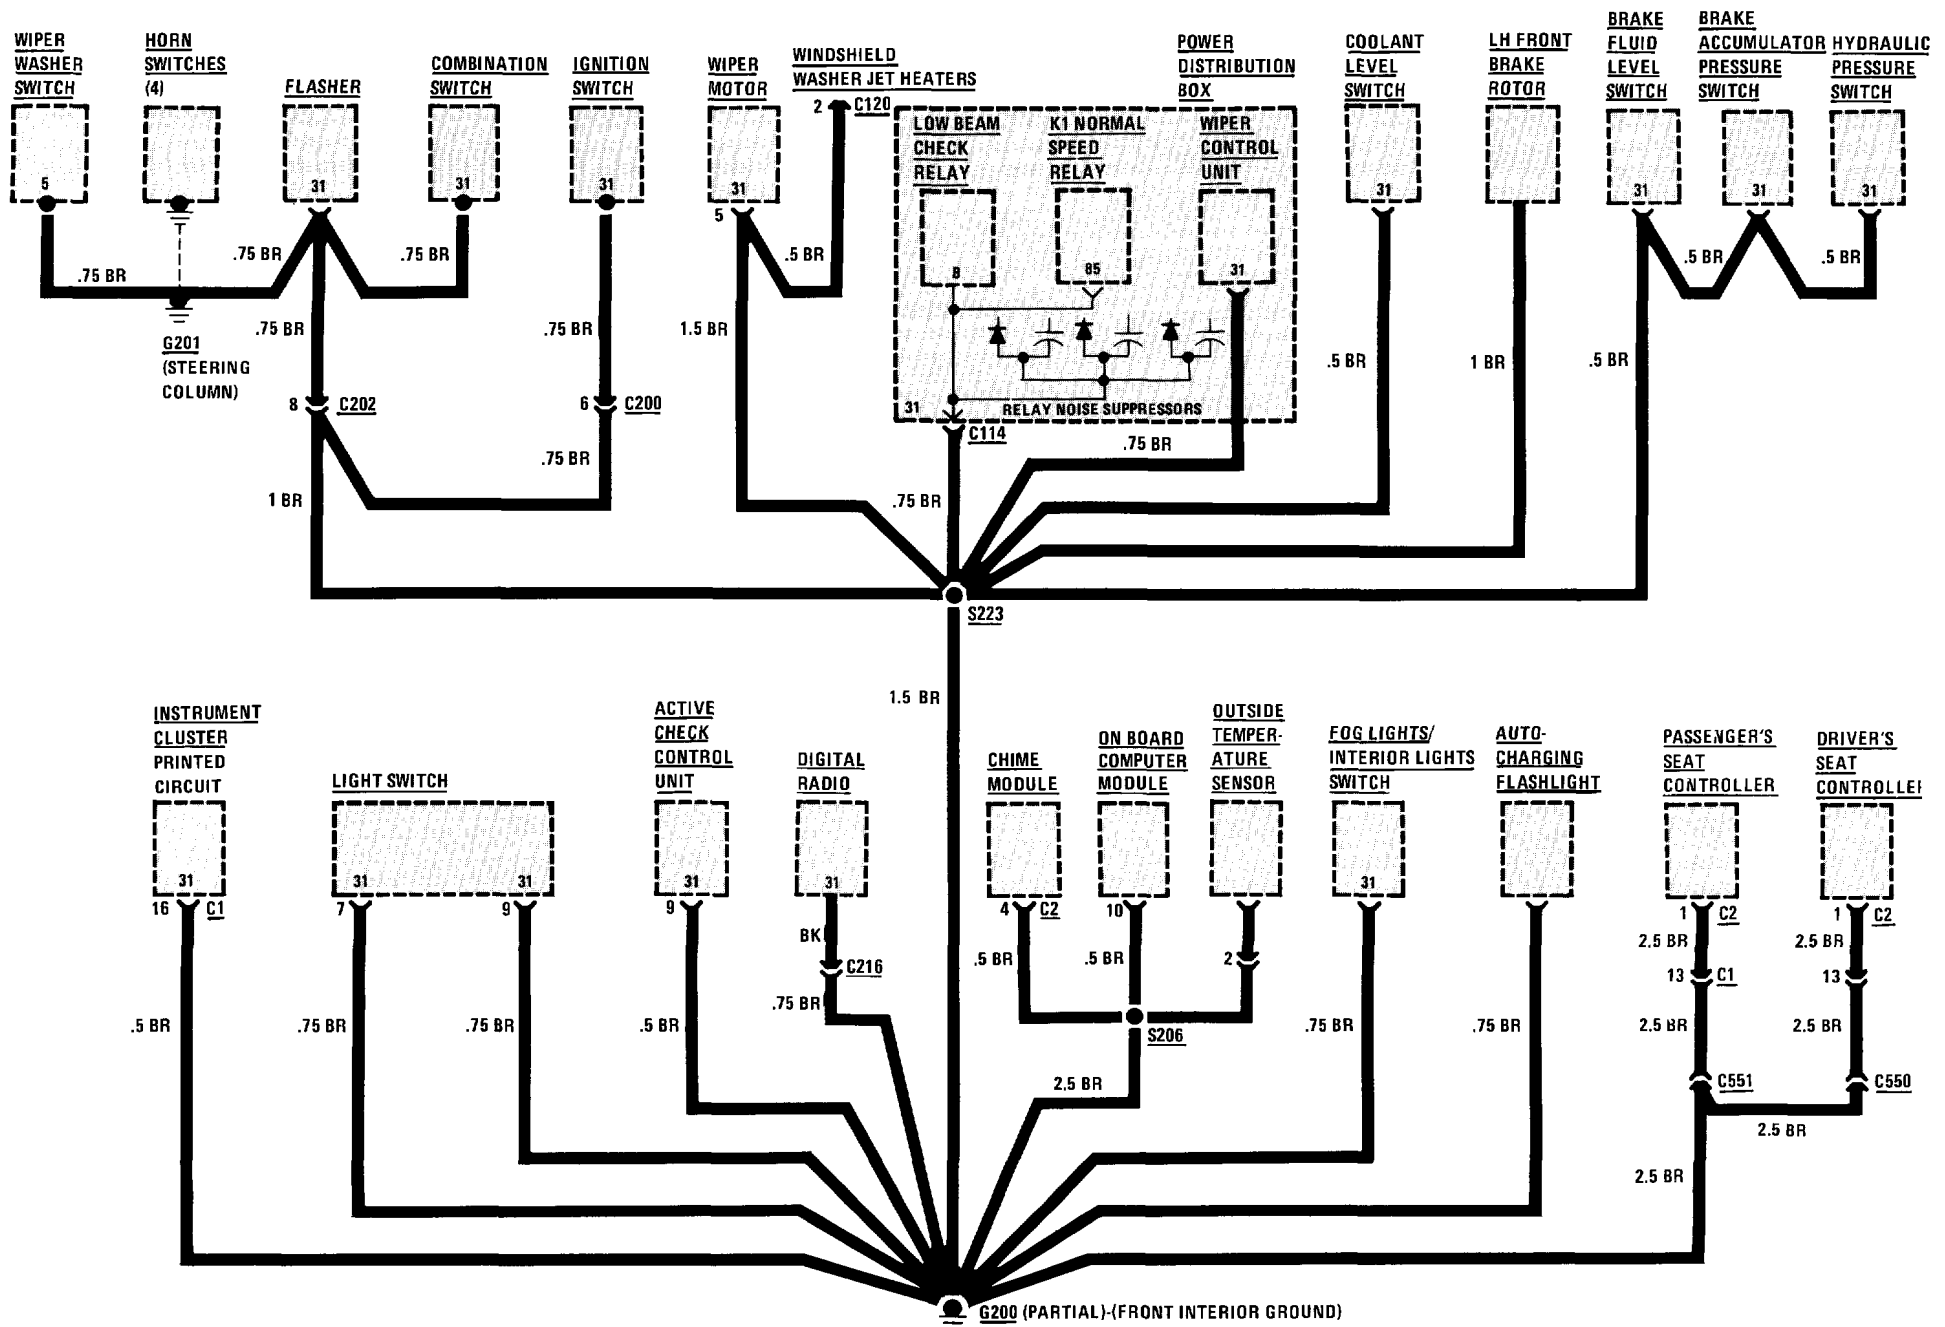 WIPER
WASHER
SWITCH
HORN
SWITCHES
(4)
FLASHER
COMBINATION
SWITCH
IGNITION
SWITCH
WIPER
MOTOR
WINDSHIELD
WASHER JET HEATERS
2 C120
POWER
DISTRIBUTION
BOX
COOLANT
LEVEL
SWITCH
LH FRONT
BRAKE
ROTOR
BRAKE
FLUID
LEVEL
SWITCH
BRAKE
ACCUMULATOR
PRESSURE
SWITCH
HYDRAULIC
PRESSURE
SWITCH
LOW BEAM
CHECK
RELAY
K1 NORMAL
SPEED
RELAY
WIPER
CONTROL
UNIT
5
31
31
31
31
5
31
31
31
31
8
85
31
.75 BR
.75 BR
.75 BR
.5 BR
.5 BR
.5 BR
G201
(STEERING
COLUMN)
.75 BR
.75 BR
1.5 BR
.5 BR
1 BR
.5 BR
8 C202
6 C200
31
RELAY NOISE SUPPRESSORS
C114
.75 BR
.75 BR
1 BR
.75 BR
S223
1.5 BR
INSTRUMENT
CLUSTER
PRINTED
CIRCUIT
LIGHT SWITCH
ACTIVE
CHECK
CONTROL
UNIT
DIGITAL
RADIO
CHIME
MODULE
ON BOARD
COMPUTER
MODULE
OUTSIDE
TEMPER-
ATURE
SENSOR
FOG LIGHTS/
INTERIOR LIGHTS
SWITCH
AUTO-
CHARGING
FLASHLIGHT
PASSENGER'S
SEAT
CONTROLLER
DRIVER'S
SEAT
CONTROLLE
31
31
31
31
31
31
16 C1
7
9
9
4 C2
10
1 C2
1 C2
BK
C216
.75 BR
.5 BR
.5 BR
2
2.5 BR
2.5 BR
13 C1
13
.5 BR
.75 BR
.75 BR
.5 BR
S206
.75 BR
.75 BR
2.5 BR
2.5 BR
2.5 BR
C551
C550
2.5 BR
2.5 BR
G200 (PARTIAL)-(FRONT INTERIOR GROUND)